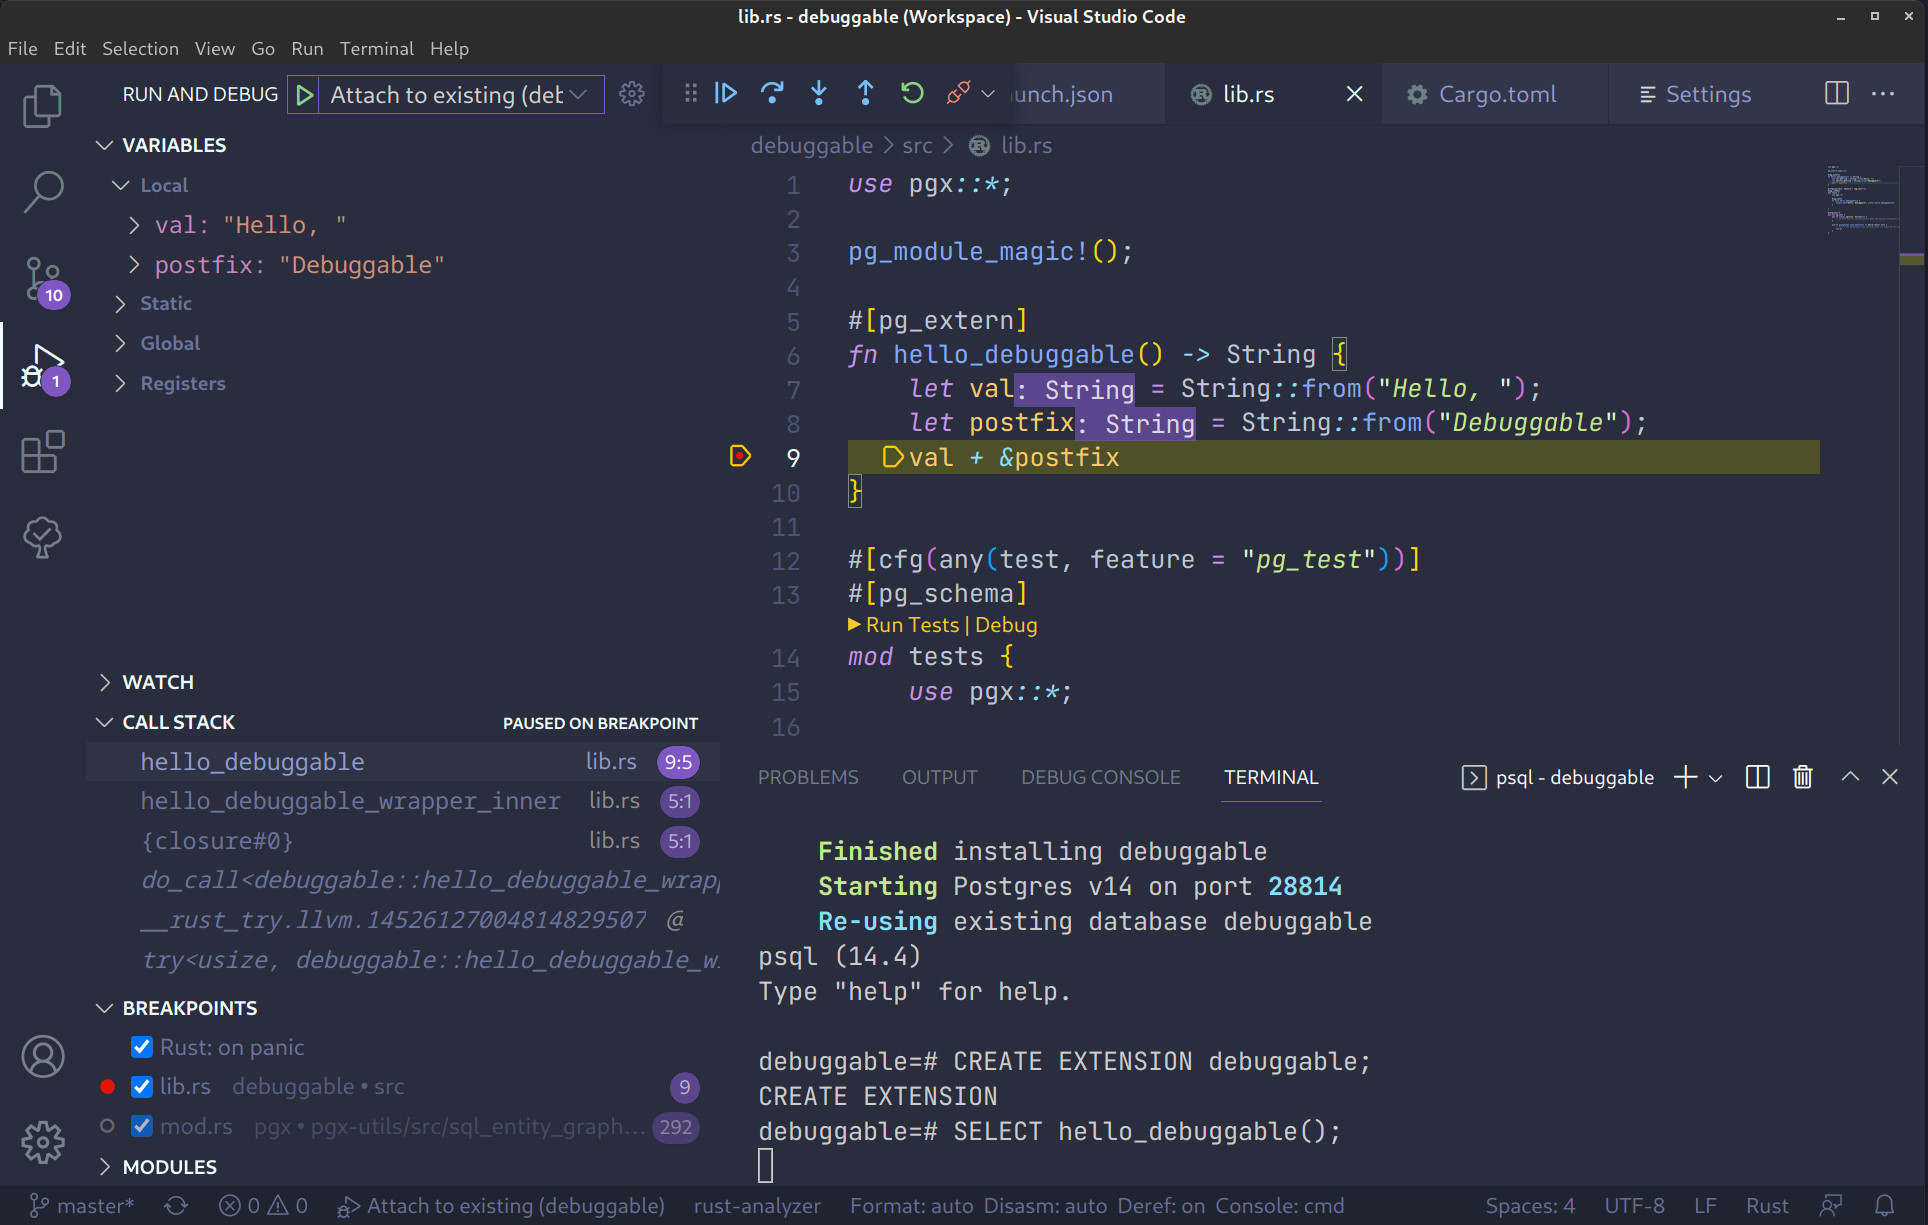 lib.rs - debuggable (Workspace) - Visual Studio Code
File Edit Selection View Go Run Terminal Help
RUN AND DEBUG Attach to existing (det
unch.json lib.rs Cargo.toml Settings
VARIABLES
Local
val: "Hello, "
postfix: "Debuggable"
Static
Global
Registers
10
1
debuggable > src > lib.rs
1 use pgx::*;
2
3 pg_module_magic!();
4
5 #[pg_extern]
6 fn hello_debuggable() -> String {
7 let val: String = String::from("Hello, ");
8 let postfix: String = String::from("Debuggable");
9 val + &postfix
10 }
11
12 #[cfg(any(test, feature = "pg_test"))]
13 #[pg_schema]
Run Tests | Debug
14 mod tests {
15 use pgx::*;
16
WATCH
CALL STACK PAUSED ON BREAKPOINT
hello_debuggable lib.rs 9:5
hello_debuggable_wrapper_inner lib.rs 5:1
{closure#0} lib.rs 5:1
do_call<debuggable::hello_debuggable_wrapp
__rust_try.llvm.14526127004814829507 @
try<usize, debuggable::hello_debuggable_w
BREAKPOINTS
Rust: on panic
lib.rs debuggable • src 9
mod.rs pgx • pgx-utils/src/sql_entity_graph... 292
MODULES
PROBLEMS OUTPUT DEBUG CONSOLE TERMINAL psql - debuggable
Finished installing debuggable
Starting Postgres v14 on port 28814
Re-using existing database debuggable
psql (14.4)
Type "help" for help.
debuggable=# CREATE EXTENSION debuggable;
CREATE EXTENSION
debuggable=# SELECT hello_debuggable();
master* 0 0 Attach to existing (debuggable) rust-analyzer Format: auto Disasm: auto Deref: on Console: cmd Spaces: 4 UTF-8 LF Rust